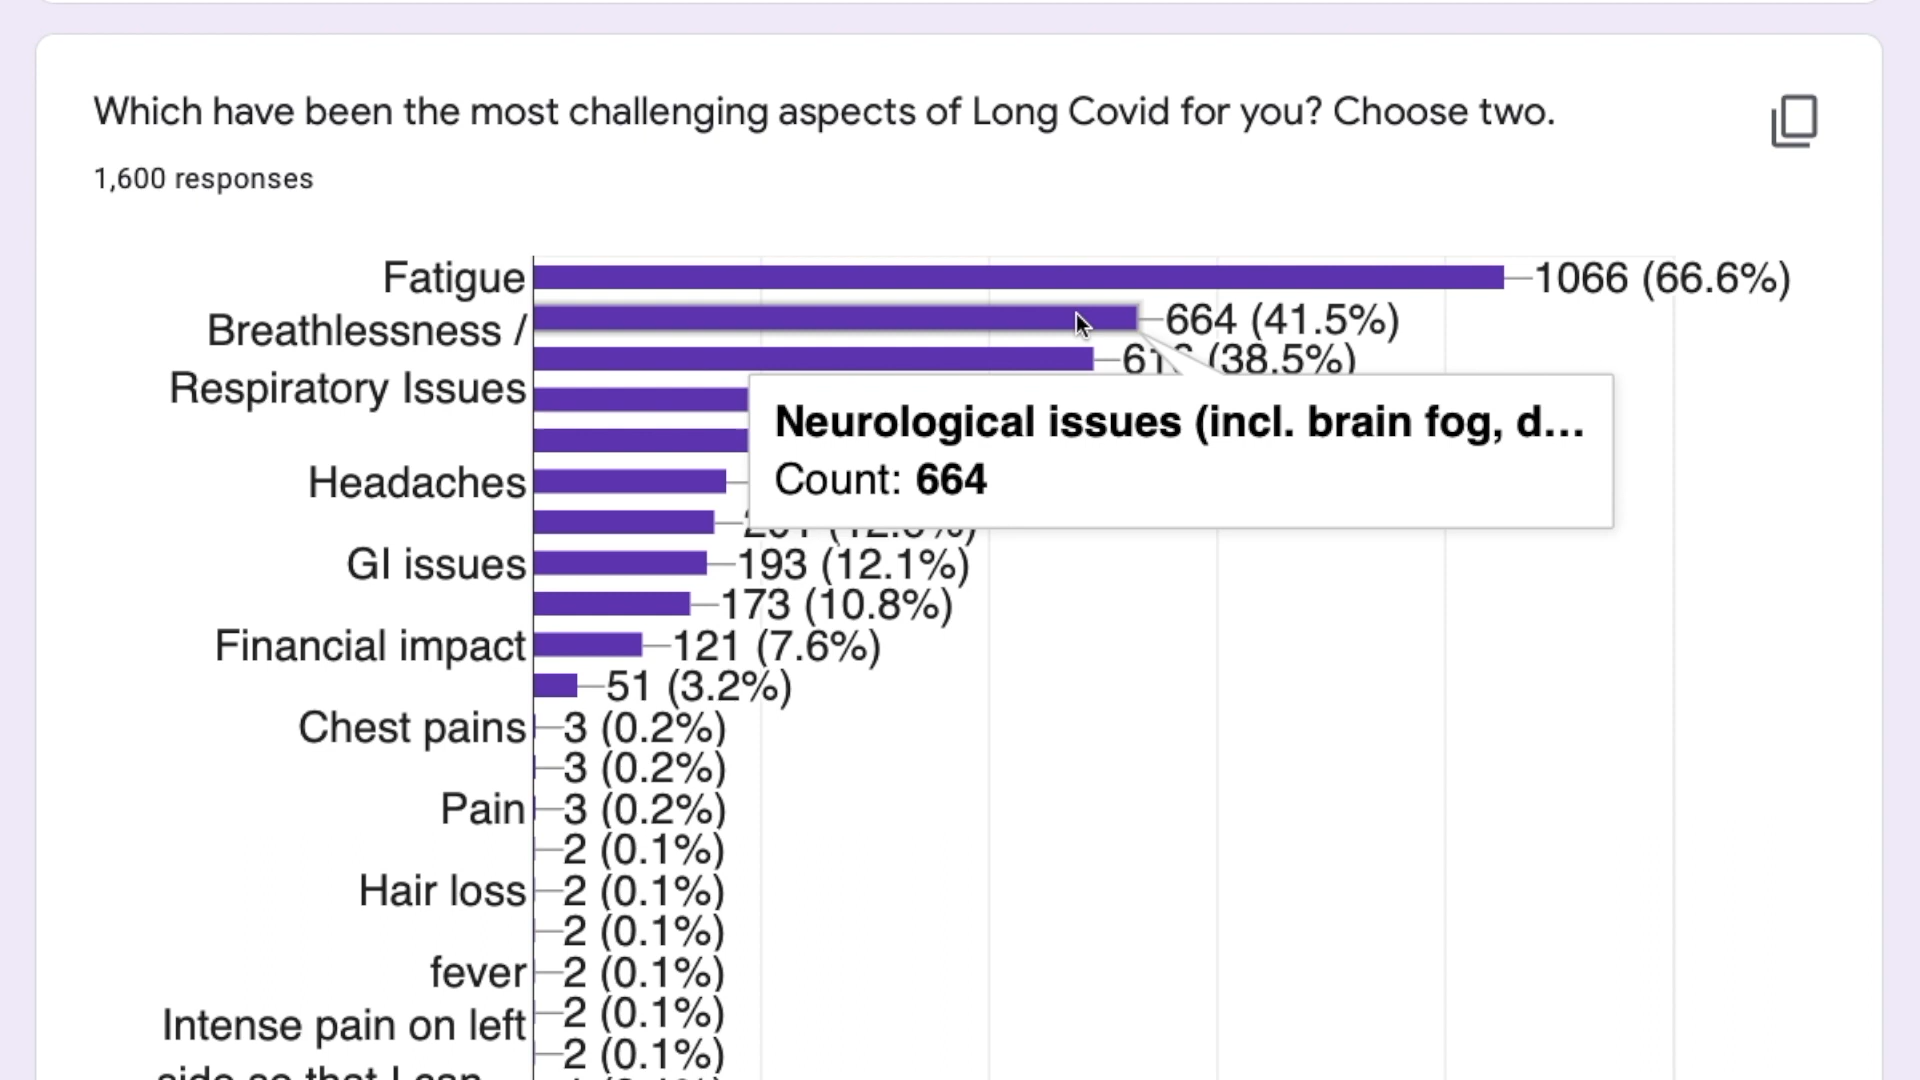 Which have been the most challenging aspects of Long Covid for you? Choose two.
1,600 responses
Fatigue
1066 (66.6%)
664 (41.5%)
Breathlessness /
(38.5%)
Respiratory Issues
Neurological issues (incl. brain fog, d...
Count: 664
Headaches
GI issues
193 (12.1%)
173 (10.8%)
Financial impact
121 (7.6%)
51 (3.2%)
Chest pains
3 (0.2%)
3 (0.2%)
Pain
3 (0.2%)
2 (0.1%)
Hair loss
2 (0.1%)
2 (0.1%)
fever
2 (0.1%)
2 (0.1%)
Intense pain on left
2 (0.1%)
side so that I can